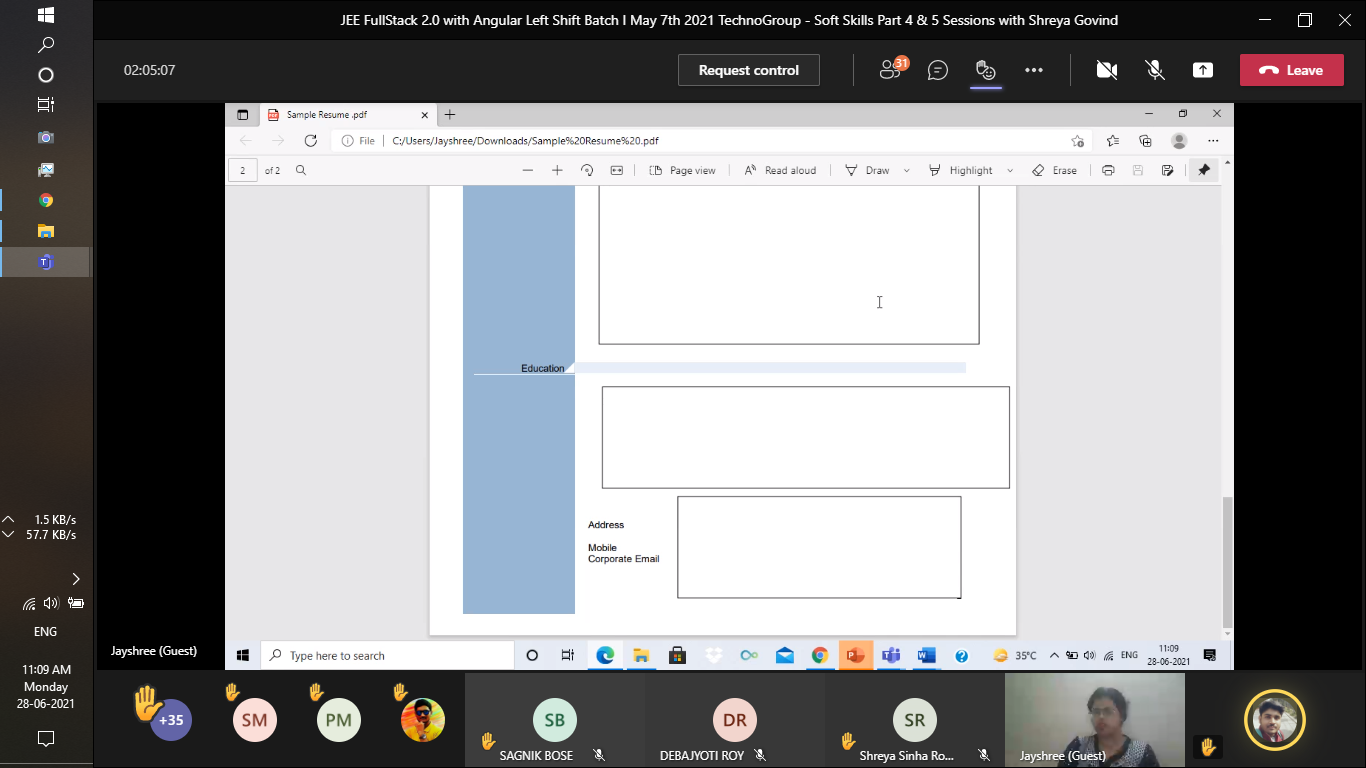 JEE FullStack 2.0 with Angular Left Shift Batch I May 7th 2021 TechnoGroup - Soft Skills Part 4 & 5 Sessions with Shreya Govind
02:05:07
Request control
31
Leave
Sample Resume .pdf
File
C:/Users/Jayshree/Downloads/Sample%20Resume%20.pdf
2 of 2
Page view
Read aloud
Draw
Highlight
Erase
Education
Address
Mobile
Corporate Email
1.5 KB/s
57.7 KB/s
ENG
11:09 AM
Monday
28-06-2021
Jayshree (Guest)
Type here to search
35°C
ENG
11:09
28-06-2021
+35
SM
PM
SB
SAGNIK BOSE
DR
DEBAJYOTI ROY
SR
Shreya Sinha Ro...
Jayshree (Guest)